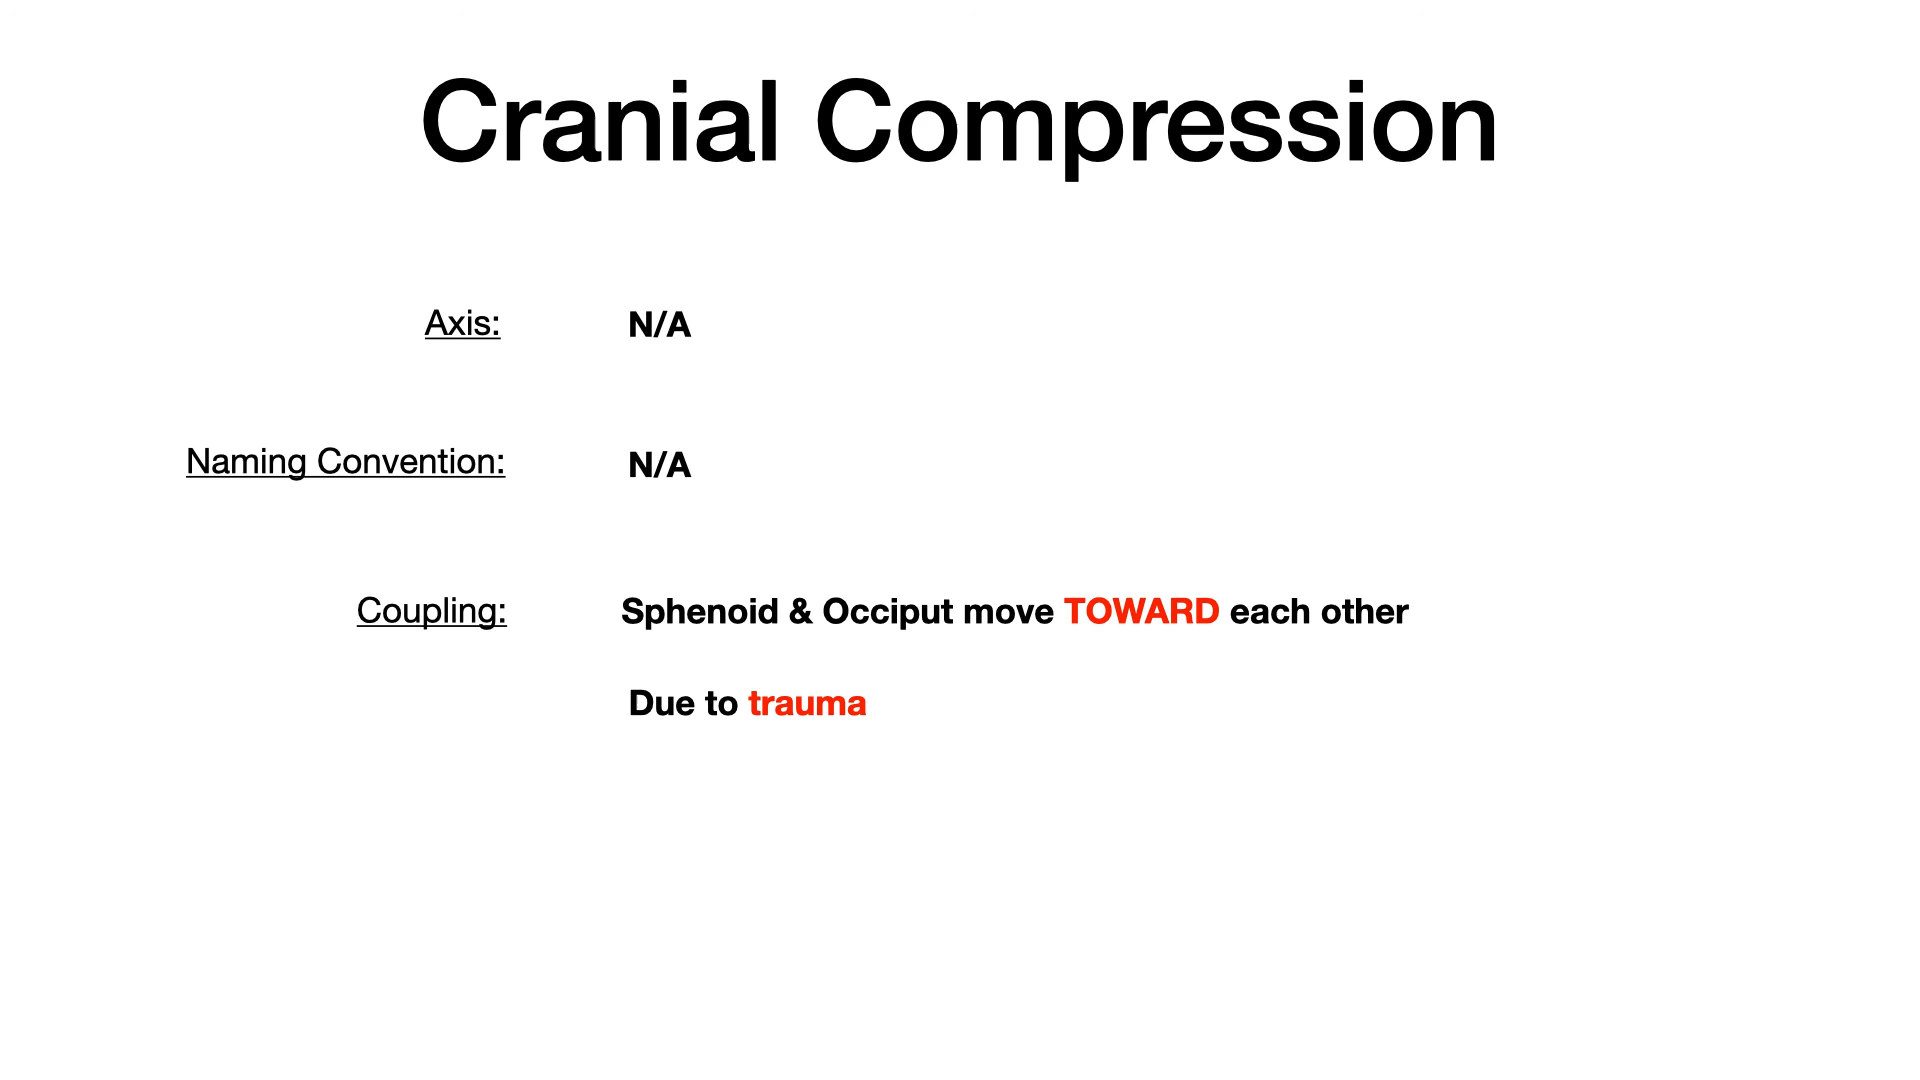 Cranial Compression
Axis: N/A
Naming Convention: N/A
Coupling: Sphenoid & Occiput move TOWARD each other
Due to trauma